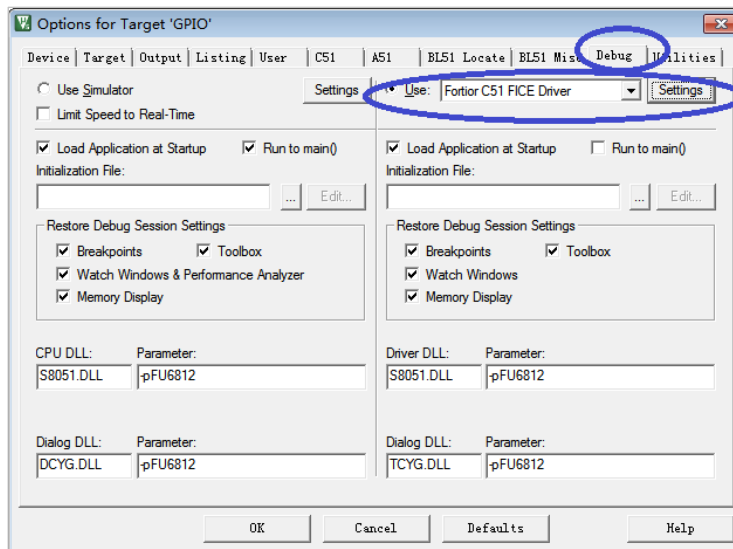 Options for Target 'GPIO'
Device Target Output Listing User C51 A51 BL51 Locate BL51 Misc Debug Utilities
Use Simulator Settings Use: Fortior C51 FICE Driver Settings
Limit Speed to Real-Time
Load Application at Startup Run to main() Load Application at Startup Run to main()
Initialization File: Initialization File:
... Edit... ... Edit...
Restore Debug Session Settings Restore Debug Session Settings
Breakpoints Toolbox Breakpoints Toolbox
Watch Windows & Performance Analyzer Watch Windows
Memory Display Memory Display
CPU DLL: Parameter: Driver DLL: Parameter:
S8051.DLL -pFU6812 S8051.DLL -pFU6812
Dialog DLL: Parameter: Dialog DLL: Parameter:
DCYG.DLL -pFU6812 TCYG.DLL -pFU6812
OK Cancel Defaults Help